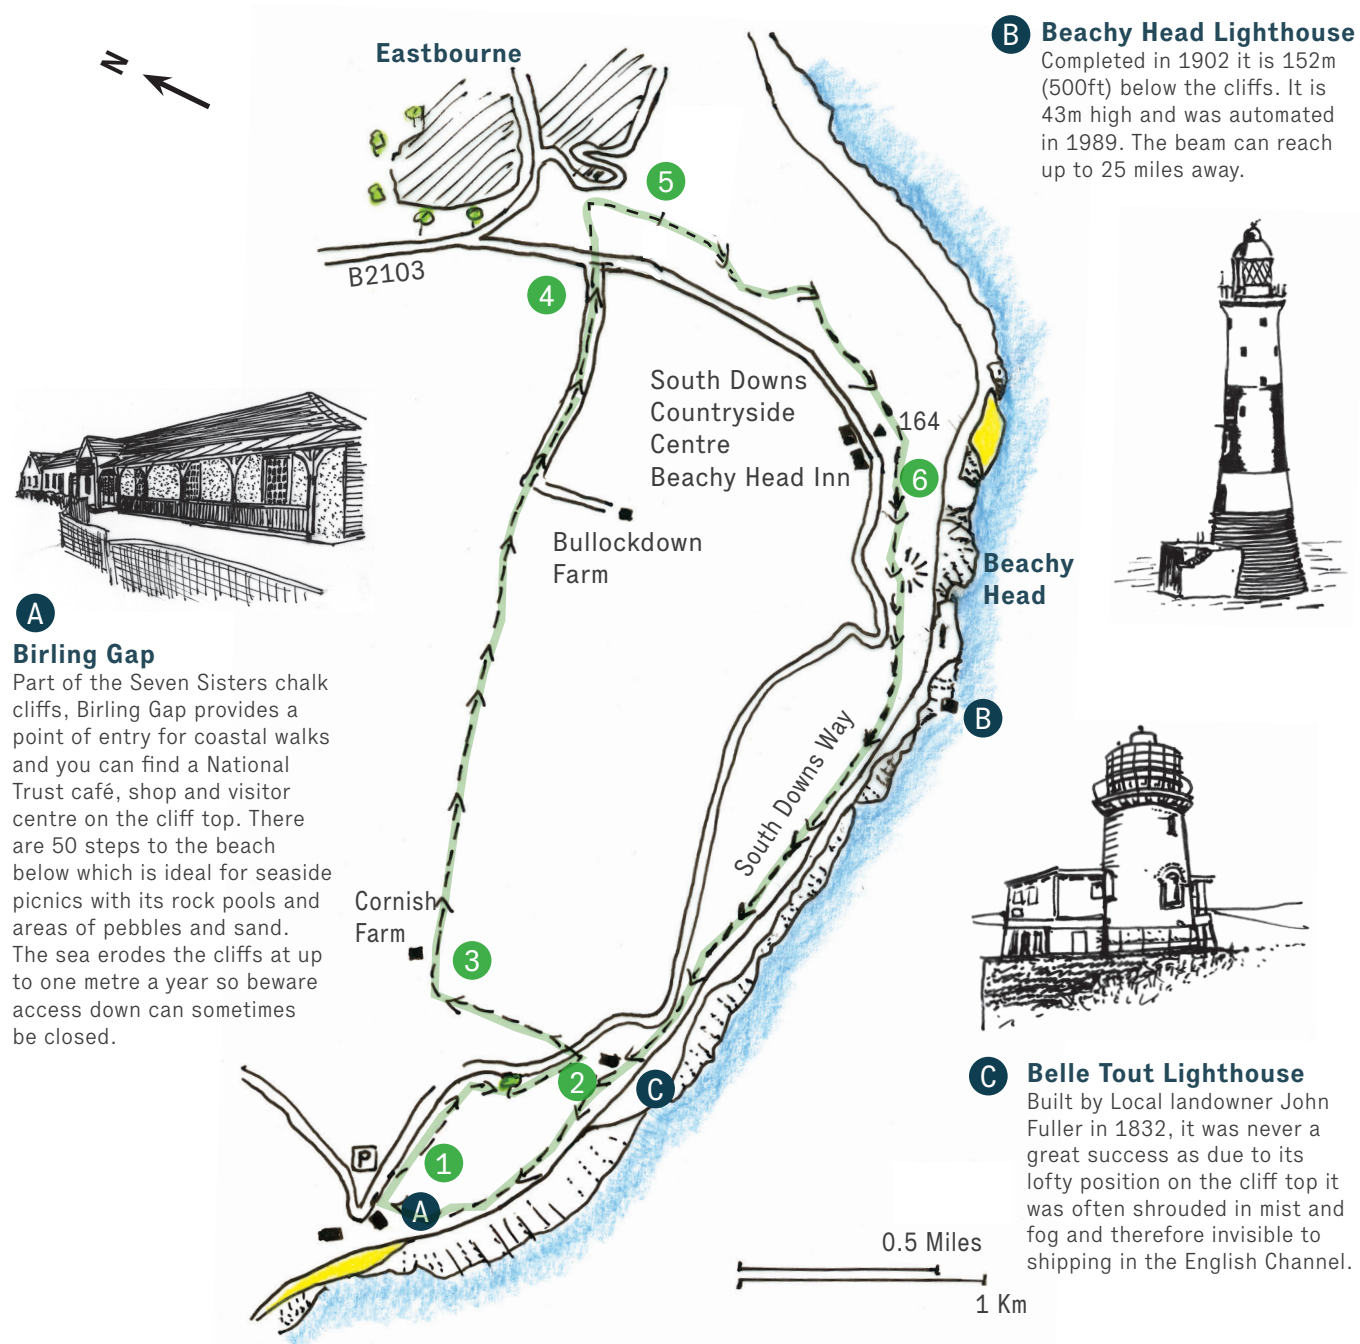 N
Eastbourne
B2103
4
5
South Downs
Countryside
Centre
Beachy Head Inn
164
6
Bullockdown
Farm
Beachy
Head
B
South Downs Way
Cornish
Farm
3
2
C
1
P
A
0.5 Miles
1 Km
A
Birling Gap
Part of the Seven Sisters chalk
cliffs, Birling Gap provides a
point of entry for coastal walks
and you can find a National
Trust café, shop and visitor
centre on the cliff top. There
are 50 steps to the beach
below which is ideal for seaside
picnics with its rock pools and
areas of pebbles and sand.
The sea erodes the cliffs at up
to one metre a year so beware
access down can sometimes
be closed.
B Beachy Head Lighthouse
Completed in 1902 it is 152m
(500ft) below the cliffs. It is
43m high and was automated
in 1989. The beam can reach
up to 25 miles away.
C Belle Tout Lighthouse
Built by Local landowner John
Fuller in 1832, it was never a
great success as due to its
lofty position on the cliff top it
was often shrouded in mist and
fog and therefore invisible to
shipping in the English Channel.